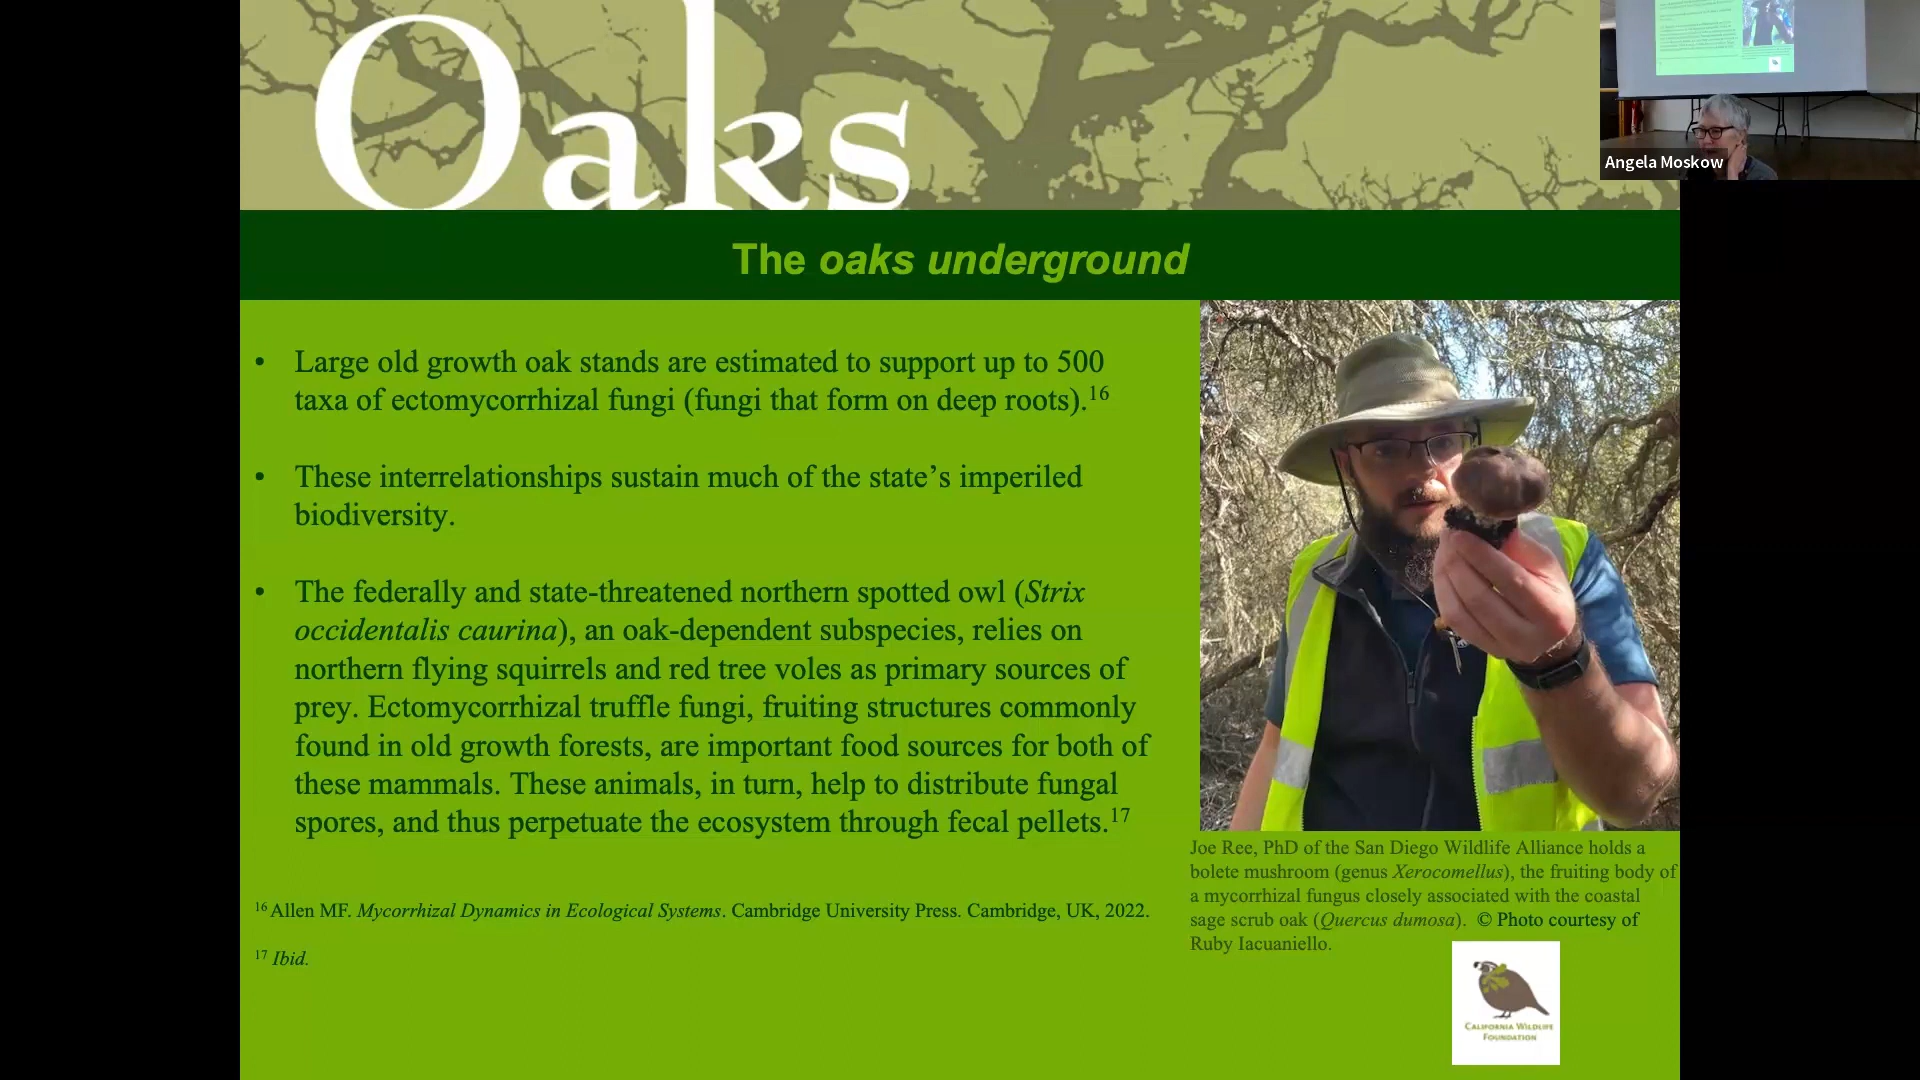 Oaks
Angela Moskow
The oaks underground
• Large old growth oak stands are estimated to support up to 500
taxa of ectomycorrhizal fungi (fungi that form on deep roots).16
• These interrelationships sustain much of the state’s imperiled
biodiversity.
• The federally and state-threatened northern spotted owl (Strix
occidentalis caurina), an oak-dependent subspecies, relies on
northern flying squirrels and red tree voles as primary sources of
prey. Ectomycorrhizal truffle fungi, fruiting structures commonly
found in old growth forests, are important food sources for both of
these mammals. These animals, in turn, help to distribute fungal
spores, and thus perpetuate the ecosystem through fecal pellets.17
16 Allen MF. Mycorrhizal Dynamics in Ecological Systems. Cambridge University Press. Cambridge, UK, 2022.
17 Ibid.
Joe Ree, PhD of the San Diego Wildlife Alliance holds a
bolete mushroom (genus Xerocomellus), the fruiting body of
a mycorrhizal fungus closely associated with the coastal
sage scrub oak (Quercus dumosa). © Photo courtesy of
Ruby Iacuaniello.
CALIFORNIA WILDLIFE
FOUNDATION